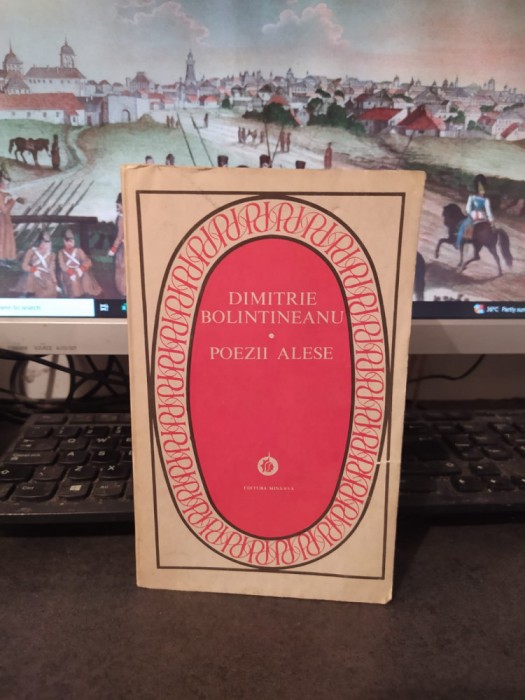 DIMITRIE
BOLINTINEANU
POEZII ALESE
EDITURA MINERVA